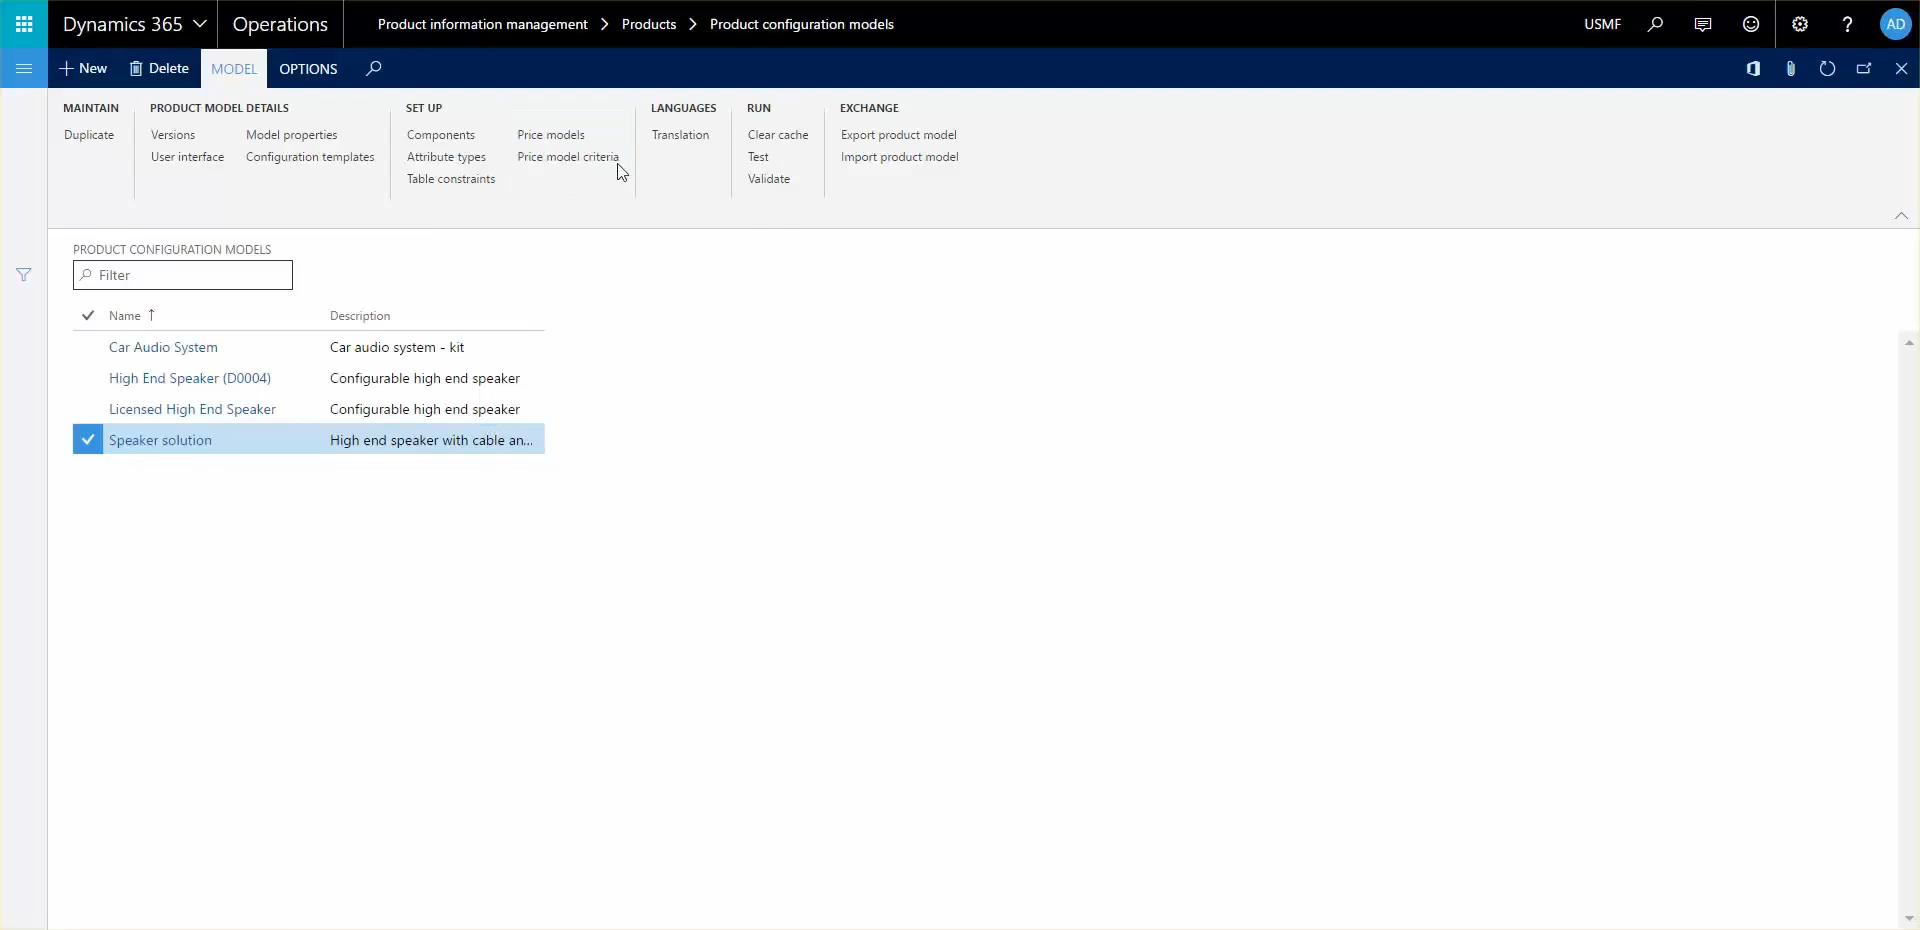 Dynamics 365 Operations Product information management > Products > Product configuration models USMF ? AD
+ New Delete MODEL OPTIONS
MAINTAIN PRODUCT MODEL DETAILS SET UP LANGUAGES RUN EXCHANGE
Duplicate Versions Model properties Components Price models Translation Clear cache Export product model
User interface Configuration templates Attribute types Price model criteria Test Import product model
Table constraints Validate
PRODUCT CONFIGURATION MODELS
Filter
Name ↑ Description
Car Audio System Car audio system - kit
High End Speaker (D0004) Configurable high end speaker
Licensed High End Speaker Configurable high end speaker
Speaker solution High end speaker with cable an...